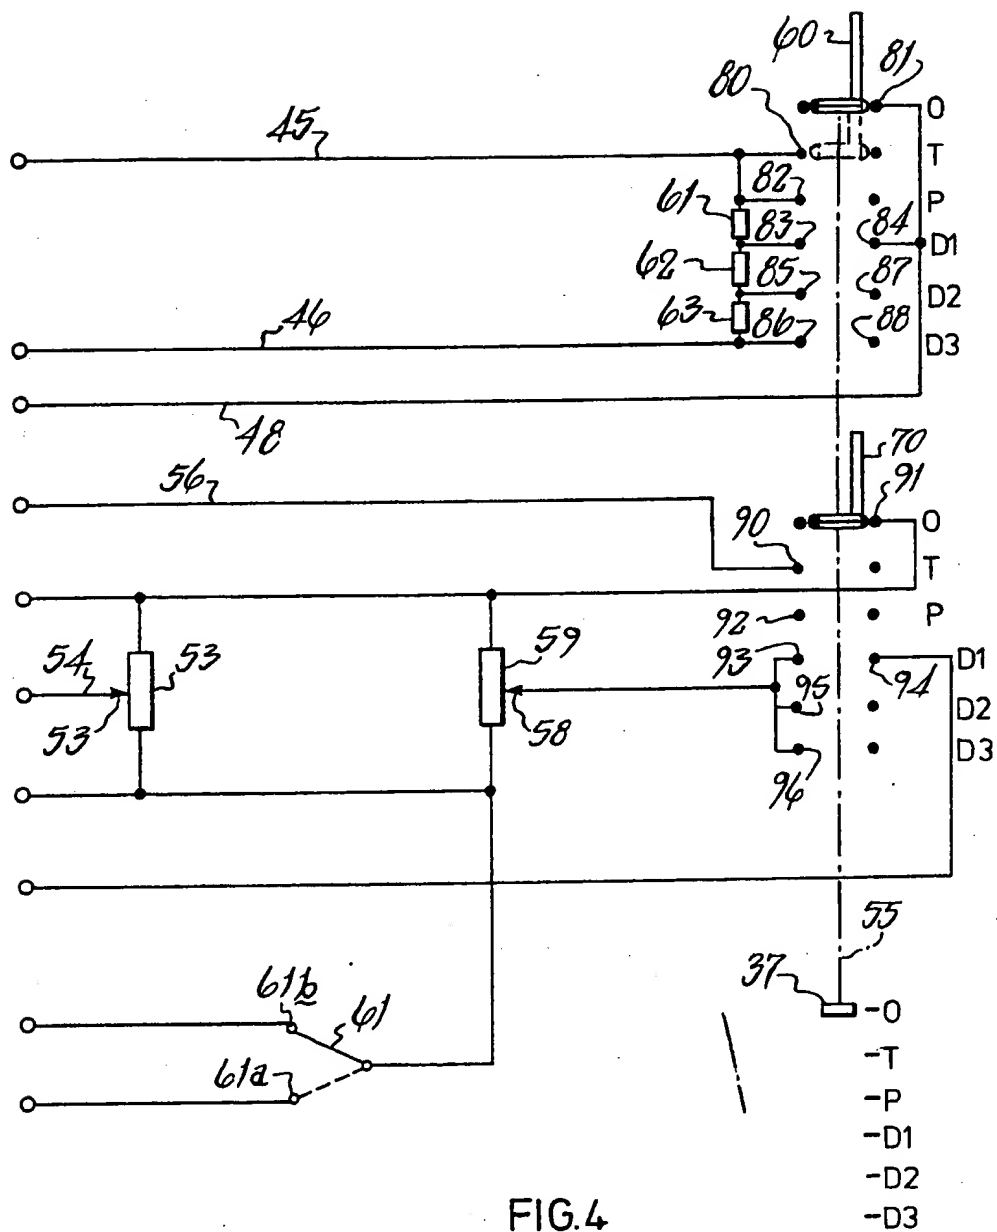 60 81
80 O
45 T
82 P
61 83 84 D1
62 85 87 D2
63 86 88 D3
46
48
70
56 91
90 O
T
92 P
59
54 53 93 94 D1
53 58 95 D2
96 D3
55
37 -O
61b 61 -T
61a -P
-D1
-D2
FIG.4 -D3